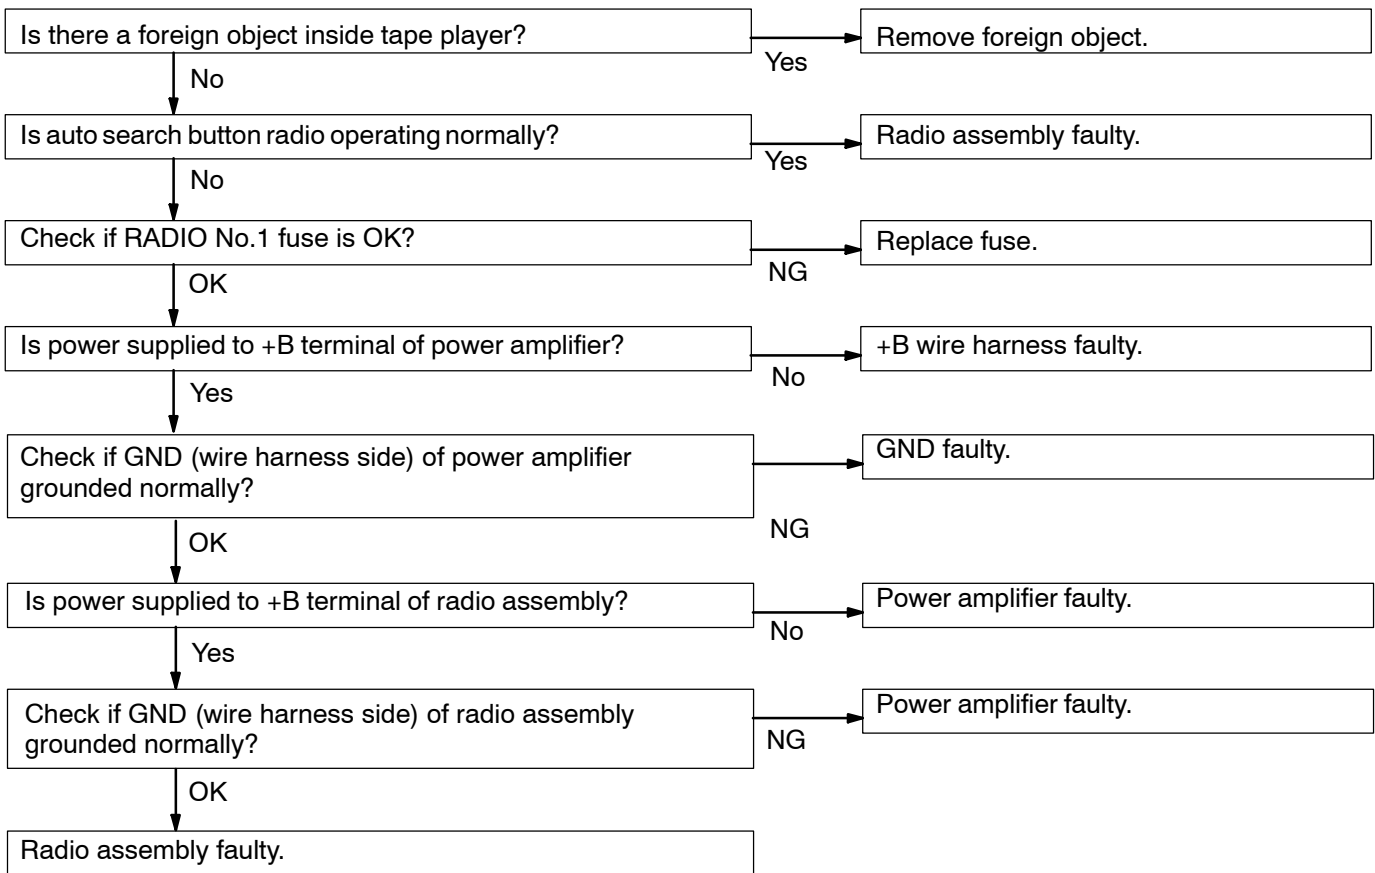 Is there a foreign object inside tape player?
Remove foreign object.
Yes
No
Is auto search button radio operating normally?
Radio assembly faulty.
Yes
No
Check if RADIO No.1 fuse is OK?
Replace fuse.
NG
OK
Is power supplied to +B terminal of power amplifier?
+B wire harness faulty.
No
Yes
Check if GND (wire harness side) of power amplifier
grounded normally?
GND faulty.
NG
OK
Is power supplied to +B terminal of radio assembly?
Power amplifier faulty.
No
Yes
Check if GND (wire harness side) of radio assembly
grounded normally?
Power amplifier faulty.
NG
OK
Radio assembly faulty.